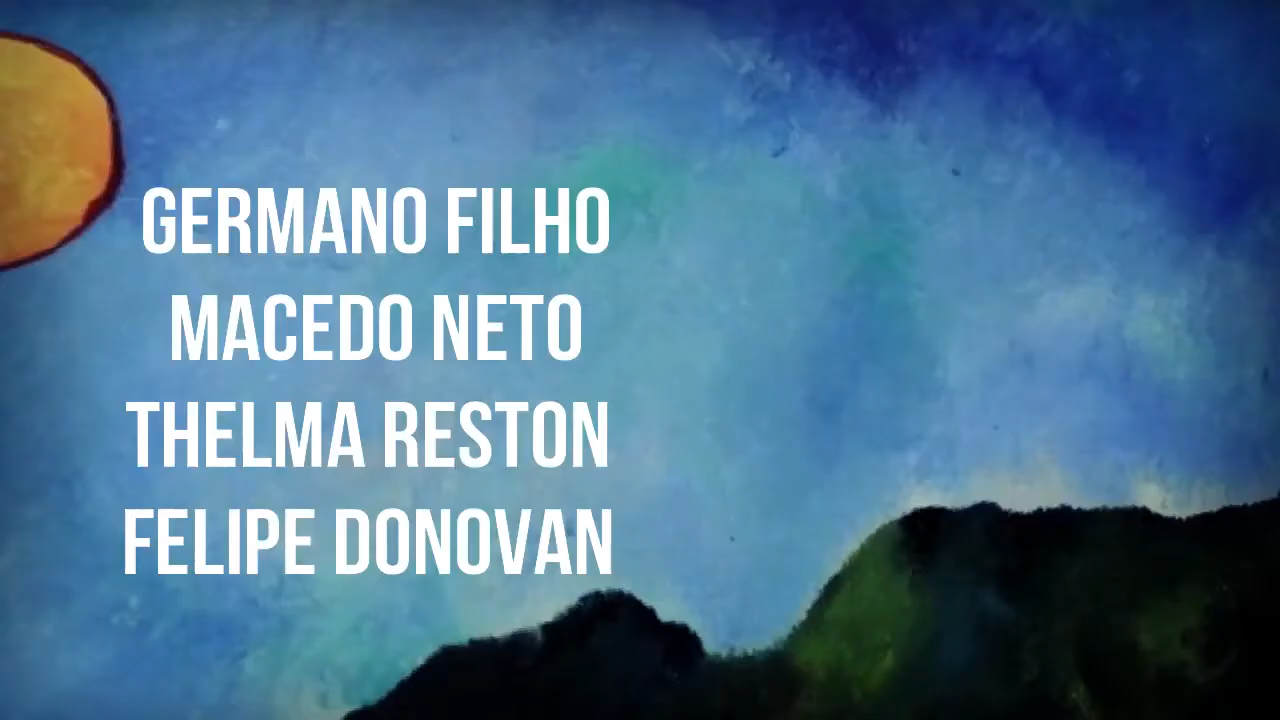 GERMANO FILHO
MACEDO NETO
THELMA RESTON
FELIPE DONOVAN